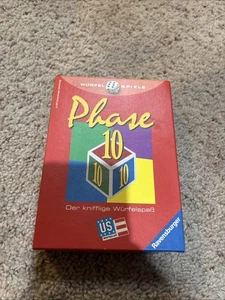 WÜRFEL SPIELE
Phase
10
10 10
Der knifflige Würfelspaß
US
Ravensburger